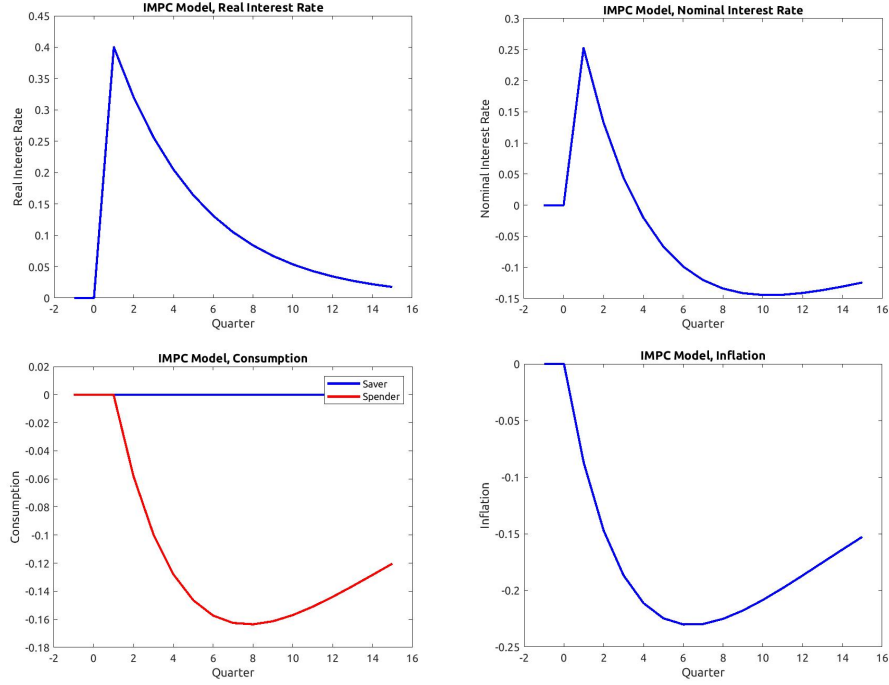 IMPC Model, Real Interest Rate
0.45
0.4
0.35
0.3
0.25
0.2
0.15
0.1
0.05
0
-2 0 2 4 6 8 10 12 14 16
Quarter
Real Interest Rate
IMPC Model, Nominal Interest Rate
0.3
0.25
0.2
0.15
0.1
0.05
0
-0.05
-0.1
-0.15
-2 0 2 4 6 8 10 12 14 16
Quarter
Nominal Interest Rate
IMPC Model, Consumption
0.02
0
-0.02
-0.04
-0.06
-0.08
-0.1
-0.12
-0.14
-0.16
-0.18
-2 0 2 4 6 8 10 12 14 16
Quarter
Consumption
Saver
Spender
IMPC Model, Inflation
0
-0.05
-0.1
-0.15
-0.2
-0.25
-2 0 2 4 6 8 10 12 14 16
Quarter
Inflation